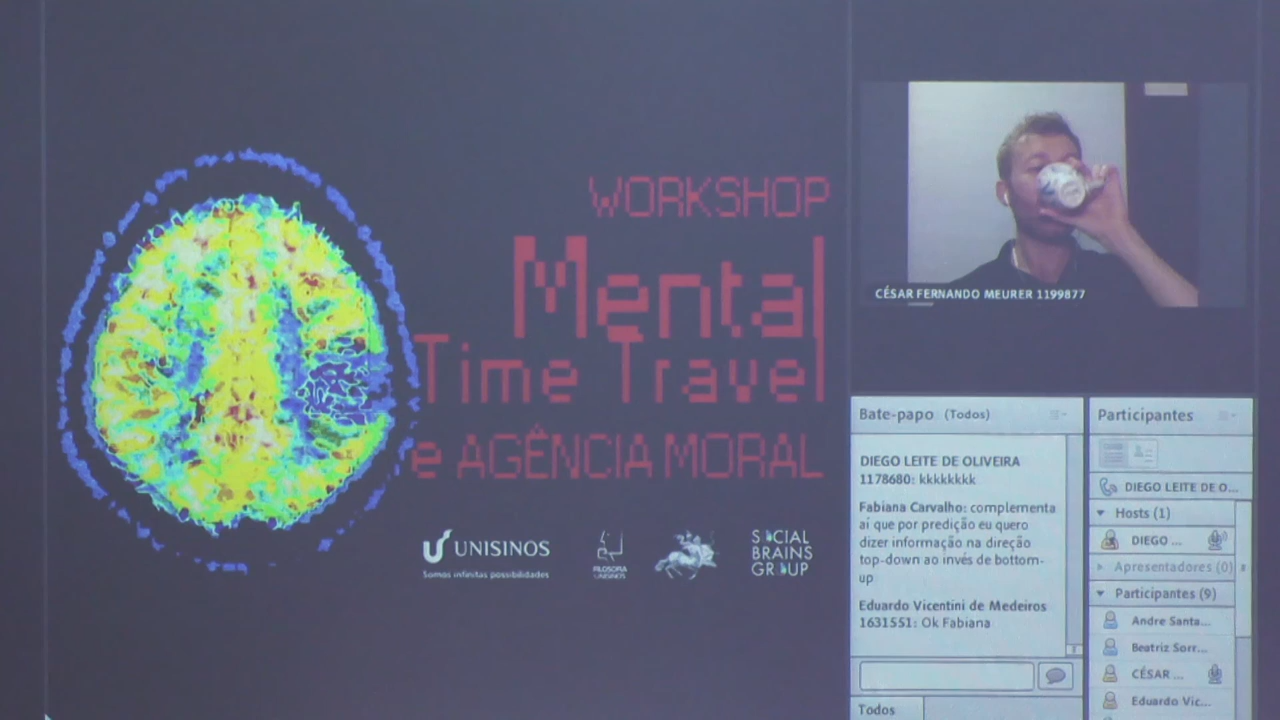 WORKSHOP
Mental
Time Travel
e AGÊNCIA MORAL
UNISINOS
Somos infinitas possibilidades
FILOSOFIA
UNISINOS
SOCIAL
BRAINS
GROUP
CÉSAR FERNANDO MEURER 1199877
Bate-papo (Todos)
DIEGO LEITE DE OLIVEIRA
1178680: kkkkkkkk
Fabiana Carvalho: complementa
aí que por predição eu quero
dizer informação na direção
top-down ao invés de bottom-
up
Eduardo Vicentini de Medeiros
1631551: Ok Fabiana
Todos
Participantes
DIEGO LEITE DE O...
Hosts (1)
DIEGO ...
Apresentadores (0)
Participantes (9)
Andre Santa...
Beatriz Sorr...
CÉSAR ...
Eduardo Vic...